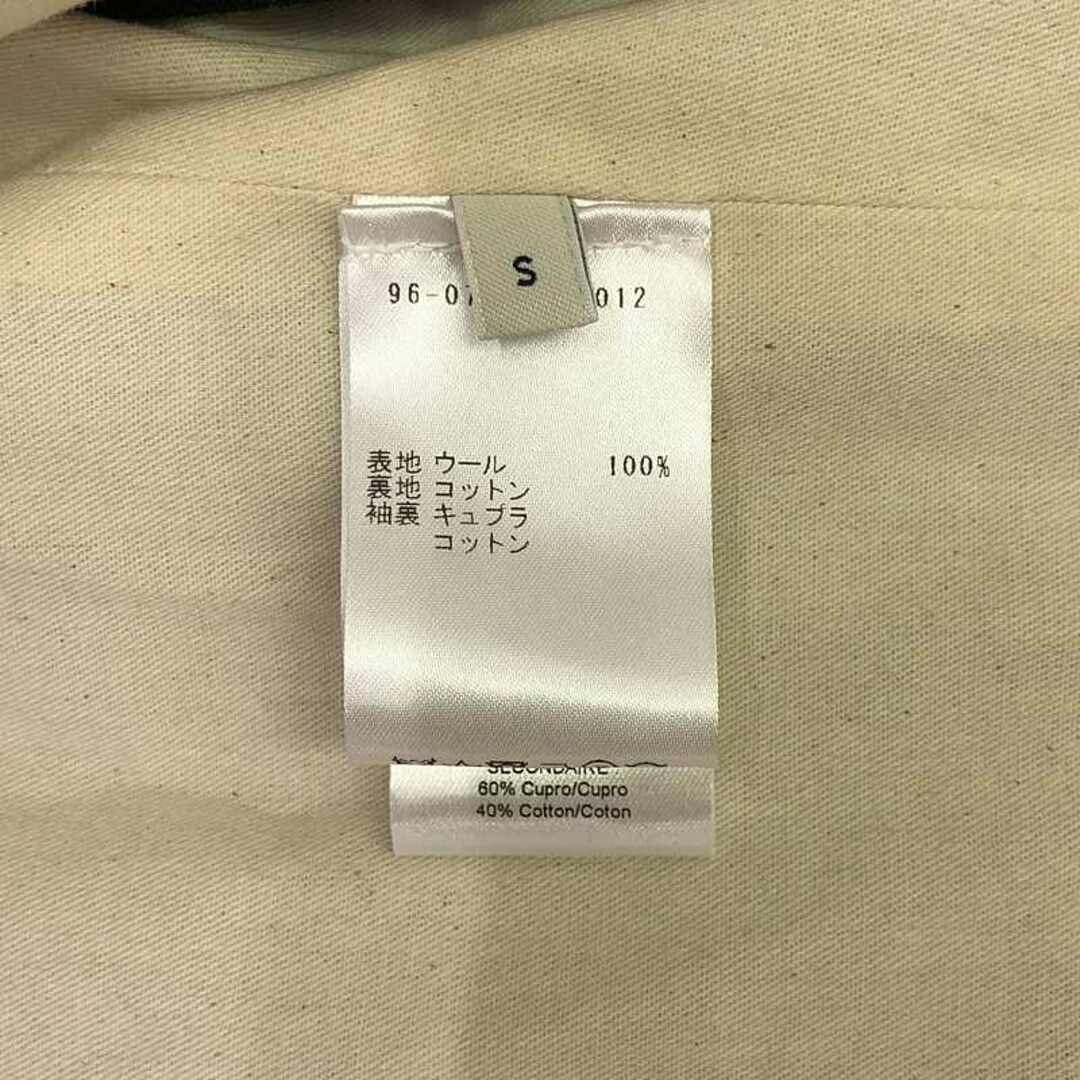 S
96-07 012
表地 ウール 100%
裏地 コットン
袖裏 キュプラ
コットン
SECONDAIRE
60% Cupro/Cupro
40% Cotton/Coton